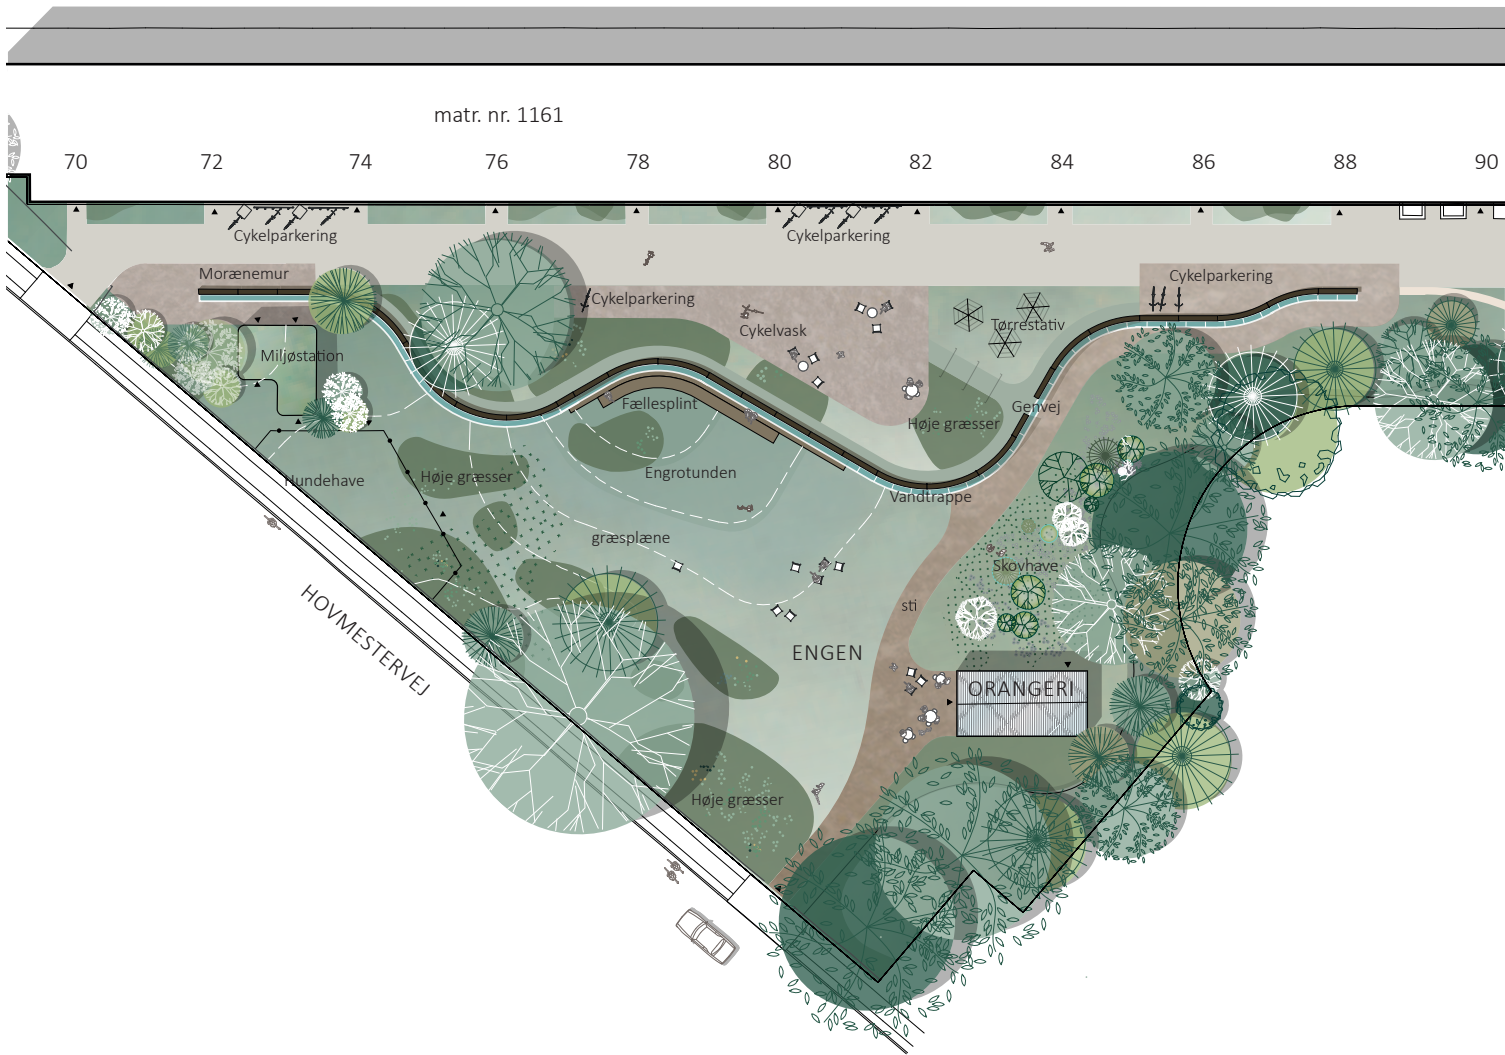 matr. nr. 1161
70 72 74 76 78 80 82 84 86 88 90
Cykelparkering
Cykelparkering
Morænemur
Cykelparkering
Cykelparkering
Cykelvask
Tørrestativ
Miljøstation
Fællesplint
Genvej
Høje græsser
Engrotunden
Høje græsser
Hundehave
Vandtrappe
græsplæne
Skovhave
sti
HOVMESTERVEJ
ENGEN
ORANGERI
Høje græsser